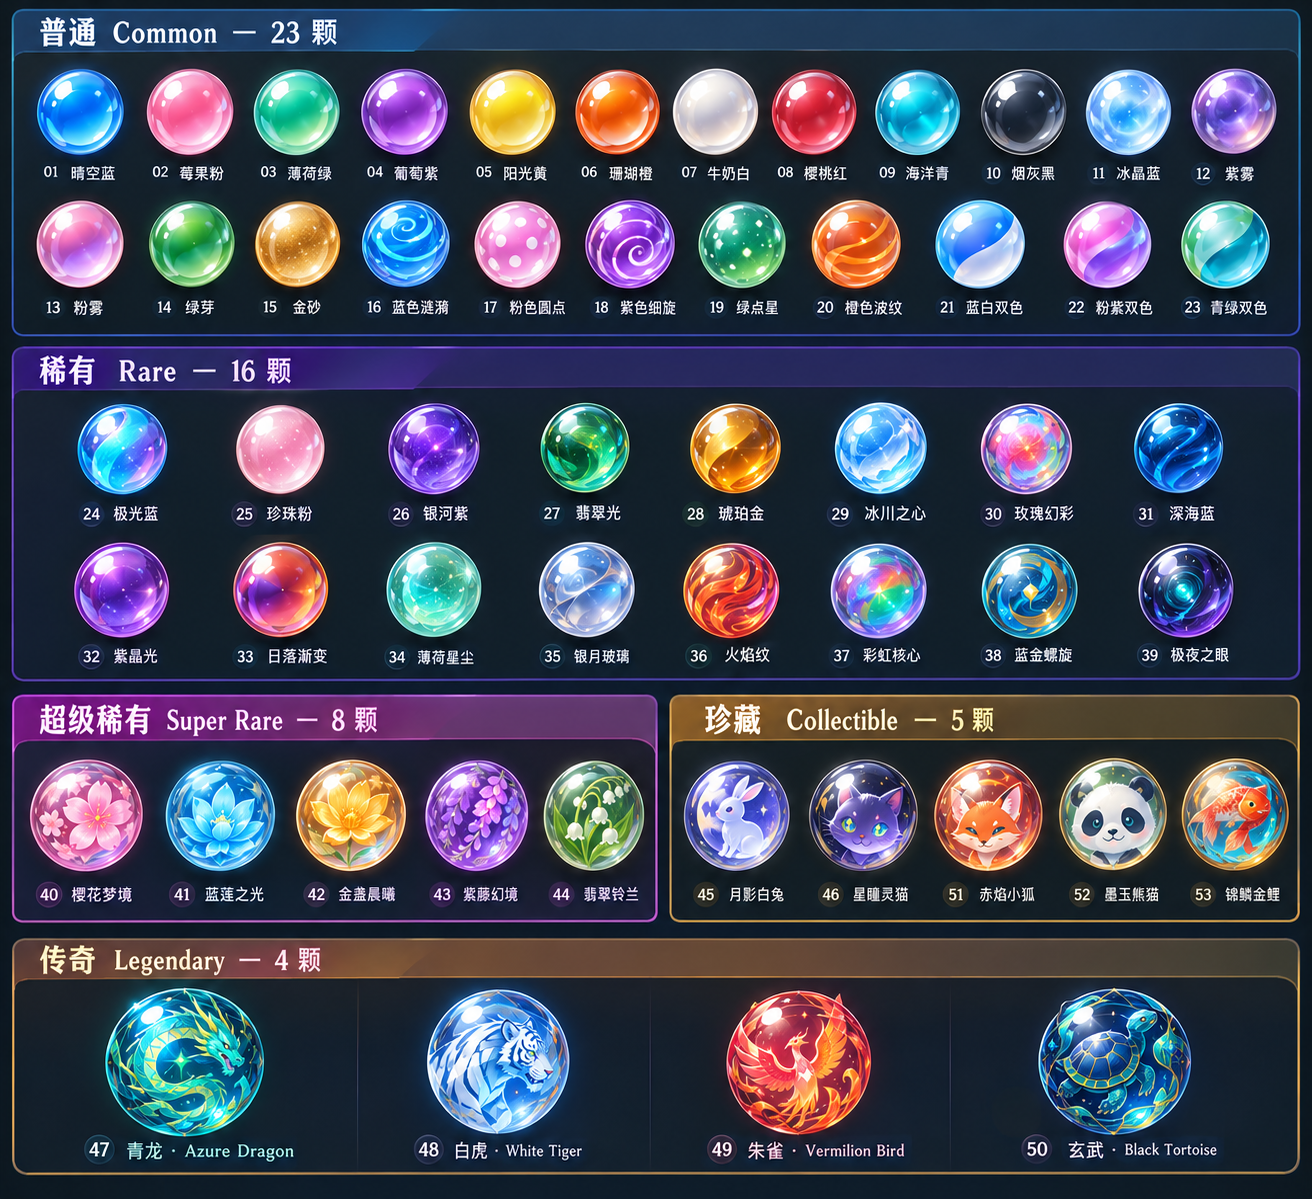 普通 Common — 23 颗
01 晴空蓝 02 莓果粉 03 薄荷绿 04 葡萄紫 05 阳光黄 06 珊瑚橙 07 牛奶白 08 樱桃红 09 海洋青 10 烟灰黑 11 冰晶蓝 12 紫雾
13 粉雾 14 绿芽 15 金砂 16 蓝色涟漪 17 粉色圆点 18 紫色细旋 19 绿点星 20 橙色波纹 21 蓝白双色 22 粉紫双色 23 青绿双色
稀有 Rare — 16 颗
24 极光蓝 25 珍珠粉 26 银河紫 27 翡翠光 28 琥珀金 29 冰川之心 30 玫瑰幻彩 31 深海蓝
32 紫晶光 33 日落渐变 34 薄荷星尘 35 银月玻璃 36 火焰纹 37 彩虹核心 38 蓝金螺旋 39 极夜之眼
超级稀有 Super Rare — 8 颗
40 樱花梦境 41 蓝莲之光 42 金盏晨曦 43 紫藤幻境 44 翡翠铃兰
珍藏 Collectible — 5 颗
45 月影白兔 46 星瞳灵猫 51 赤焰小狐 52 墨玉熊猫 53 锦鳞金鲤
传奇 Legendary — 4 颗
47 青龙 · Azure Dragon 48 白虎 · White Tiger 49 朱雀 · Vermilion Bird 50 玄武 · Black Tortoise